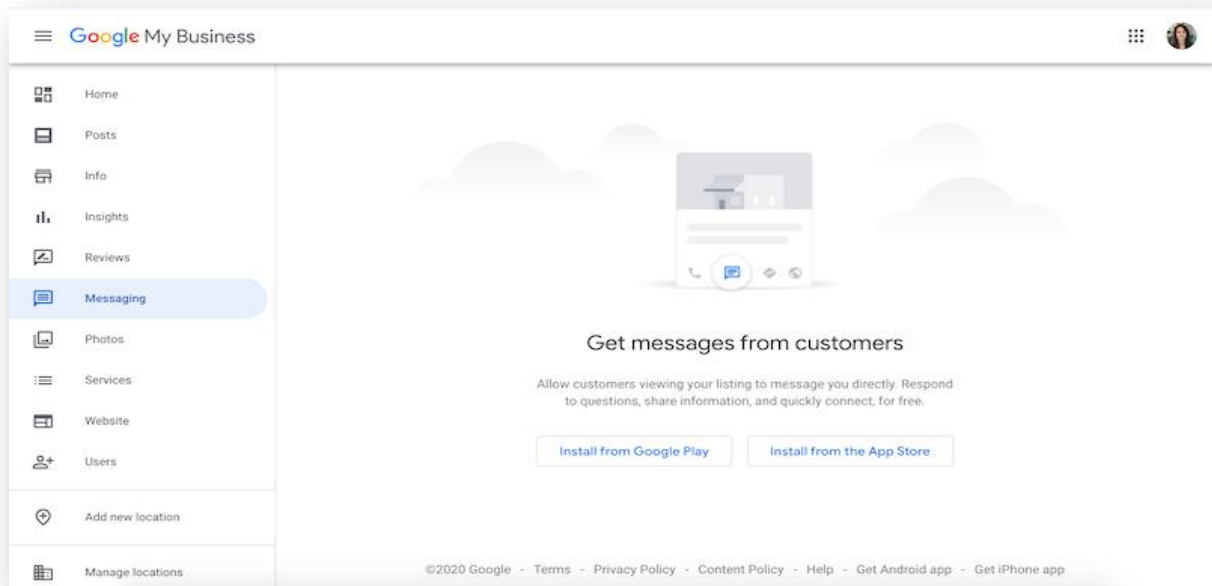 Google My Business
Home
Posts
Info
Insights
Reviews
Messaging
Photos
Services
Website
Users
Add new location
Manage locations
Get messages from customers
Allow customers viewing your listing to message you directly. Respond
to questions, share information, and quickly connect, for free.
Install from Google Play
Install from the App Store
©2020 Google - Terms - Privacy Policy - Content Policy - Help - Get Android app - Get iPhone app